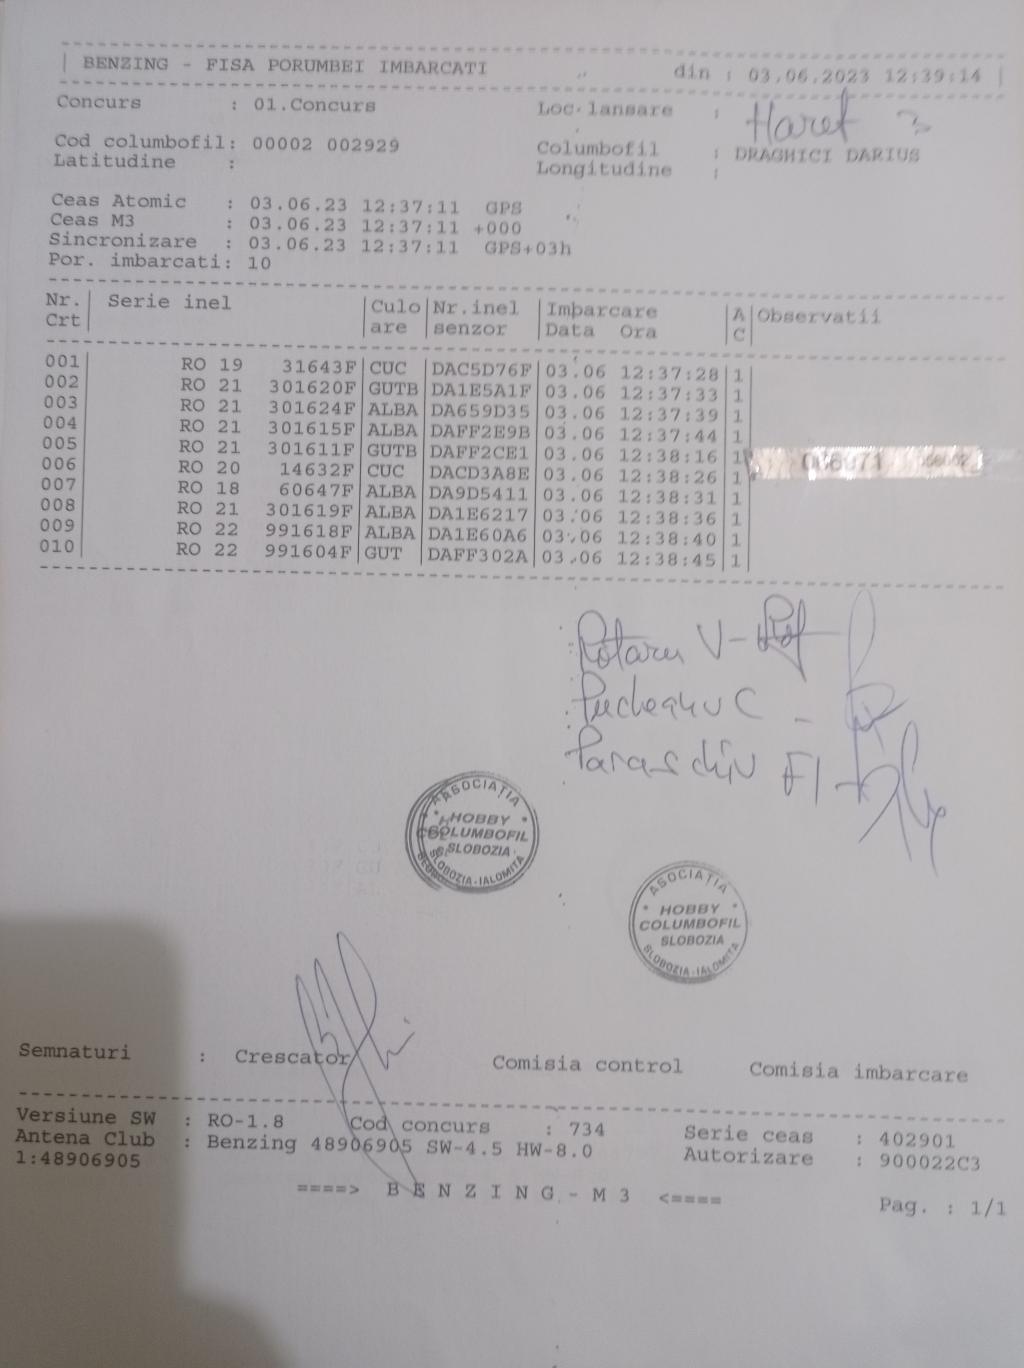 BENZING - FISA PORUMBEI IMBARCATI din : 03.06.2023 12:39:14
Concurs : 01.Concurs Loc.lansare : Haret 3
Cod columbofil: 00002 002929 Columbofil : DRAGHICI DARIUS
Latitudine : Longitudine :
Ceas Atomic : 03.06.23 12:37:11 GPS
Ceas M3 : 03.06.23 12:37:11 +000
Sincronizare : 03.06.23 12:37:11 GPS+03h
Por. imbarcati: 10
Nr. Serie inel Culo Nr.inel Imbarcare A Observatii
Crt are senzor Data Ora C
001 RO 19 31643F CUC DAC5D76F 03.06 12:37:28 1
002 RO 21 301620F GUTB DA1E5A1F 03.06 12:37:33 1
003 RO 21 301624F ALBA DA659D35 03.06 12:37:39 1
004 RO 21 301615F ALBA DAFF2E9B 03.06 12:37:44 1
005 RO 21 301611F GUTB DAFF2CE1 03.06 12:38:16 1
006 RO 20 14632F CUC DACD3A8E 03.06 12:38:26 1
007 RO 18 60647F ALBA DA9D5411 03.06 12:38:31 1
008 RO 21 301619F ALBA DA1E6217 03.06 12:38:36 1
009 RO 22 991618F ALBA DA1E60A6 03.06 12:38:40 1
010 RO 22 991604F GUT DAFF302A 03.06 12:38:45 1
Rotaru V -
C -
Paraschiv Fl
ASOCIAȚIA
HOBBY
COLUMBOFIL
SLOBOZIA
SLOBOZIA-IALOMITA
ASOCIAȚIA
HOBBY
COLUMBOFIL
SLOBOZIA
SLOBOZIA-IALOMITA
Semnaturi : Crescator Comisia control Comisia imbarcare
Versiune SW : RO-1.8 Cod concurs : 734 Serie ceas : 402901
Antena Club : Benzing 48906905 SW-4.5 HW-8.0 Autorizare : 900022C3
1:48906905
====> B E N Z I N G - M 3 <==== Pag. : 1/1